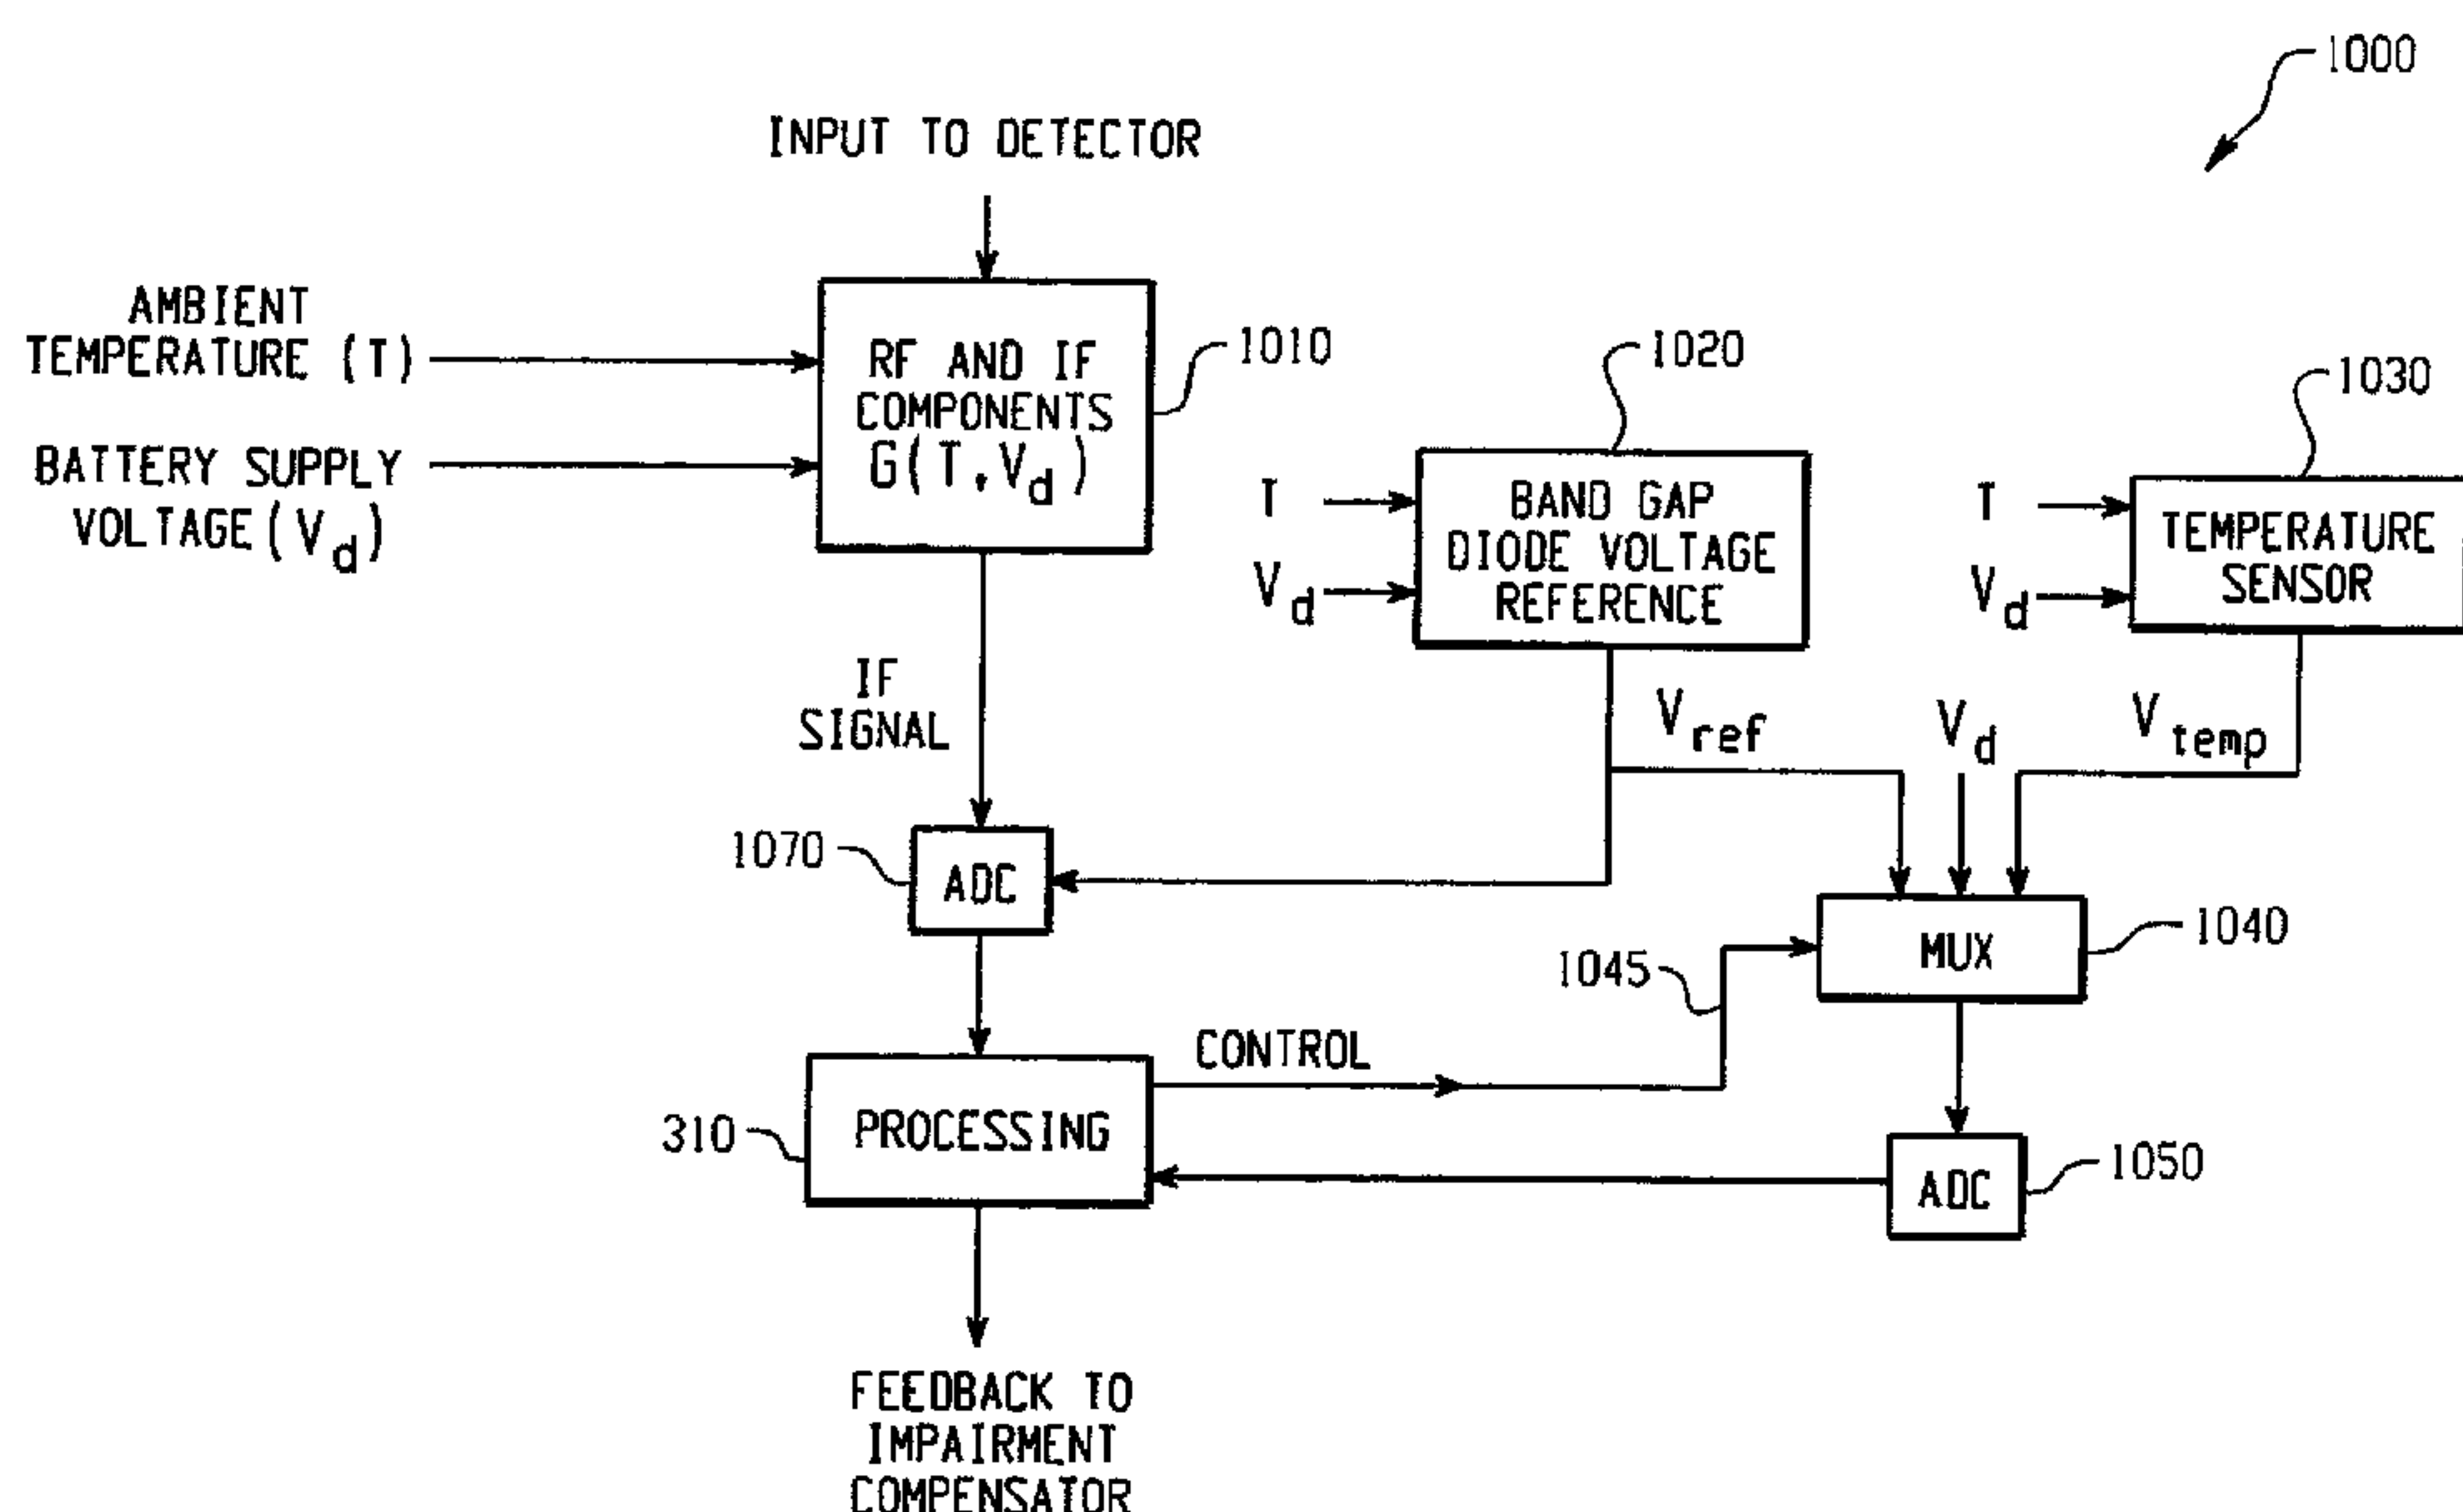 1000
INPUT TO DETECTOR
AMBIENT
TEMPERATURE (T)
BATTERY SUPPLY
VOLTAGE (Vd)
RF AND IF
COMPONENTS
G(T,Vd)
1010
1020
1030
T
Vd
BAND GAP
DIODE VOLTAGE
REFERENCE
T
Vd
TEMPERATURE
SENSOR
IF
SIGNAL
Vref
Vd
Vtemp
1070
ADC
1040
MUX
1045
CONTROL
310
PROCESSING
1050
ADC
FEEDBACK TO
IMPAIRMENT
COMPENSATOR